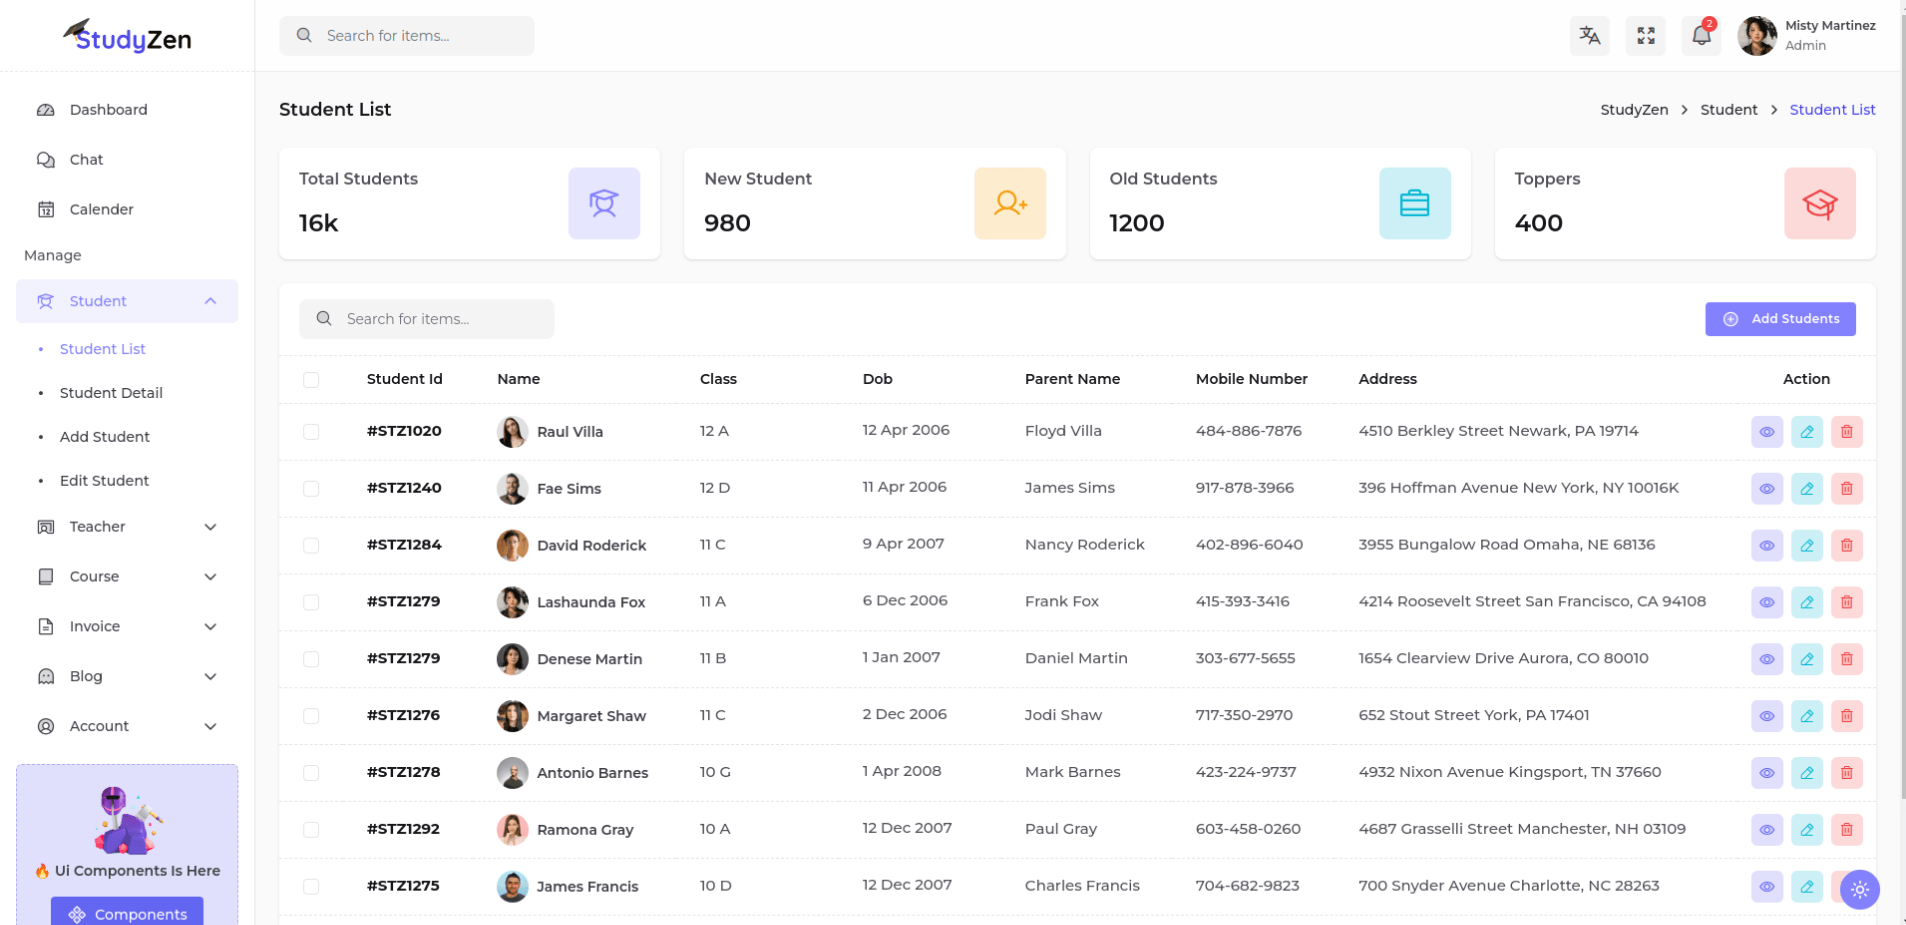 StudyZen
Search for items...
2
Misty Martinez
Admin
Dashboard
Chat
12
Calender
Manage
Student
Student List
Student Detail
Add Student
Edit Student
Teacher
Course
Invoice
Blog
Account
🔥 Ui Components Is Here
Components
Student List
StudyZen > Student > Student List
Total Students
16k
New Student
980
Old Students
1200
Toppers
400
Search for items...
Add Students
Student Id Name Class Dob Parent Name Mobile Number Address Action
#STZ1020 Raul Villa 12 A 12 Apr 2006 Floyd Villa 484-886-7876 4510 Berkley Street Newark, PA 19714
#STZ1240 Fae Sims 12 D 11 Apr 2006 James Sims 917-878-3966 396 Hoffman Avenue New York, NY 10016K
#STZ1284 David Roderick 11 C 9 Apr 2007 Nancy Roderick 402-896-6040 3955 Bungalow Road Omaha, NE 68136
#STZ1279 Lashaunda Fox 11 A 6 Dec 2006 Frank Fox 415-393-3416 4214 Roosevelt Street San Francisco, CA 94108
#STZ1279 Denese Martin 11 B 1 Jan 2007 Daniel Martin 303-677-5655 1654 Clearview Drive Aurora, CO 80010
#STZ1276 Margaret Shaw 11 C 2 Dec 2006 Jodi Shaw 717-350-2970 652 Stout Street York, PA 17401
#STZ1278 Antonio Barnes 10 G 1 Apr 2008 Mark Barnes 423-224-9737 4932 Nixon Avenue Kingsport, TN 37660
#STZ1292 Ramona Gray 10 A 12 Dec 2007 Paul Gray 603-458-0260 4687 Grasselli Street Manchester, NH 03109
#STZ1275 James Francis 10 D 12 Dec 2007 Charles Francis 704-682-9823 700 Snyder Avenue Charlotte, NC 28263